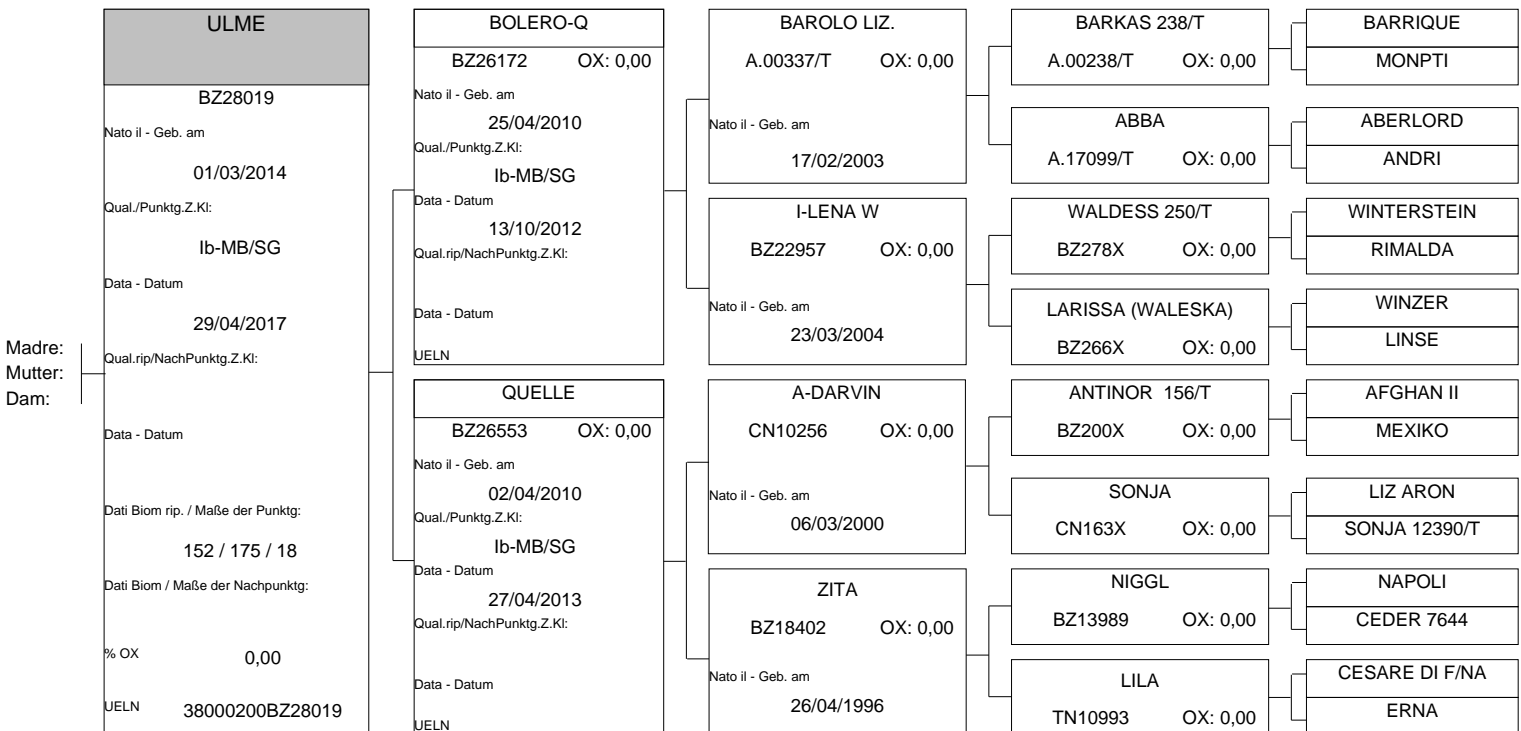 Madre:
Mutter:
Dam:
ULME
BZ28019
Nato il - Geb. am
01/03/2014
Qual./Punktg.Z.Kl:
Ib-MB/SG
Data - Datum
29/04/2017
Qual.rip/NachPunktg.Z.Kl:
Data - Datum
Dati Biom rip. / Maße der Punktg:
152 / 175 / 18
Dati Biom / Maße der Nachpunktg:
% OX 0,00
UELN 38000200BZ28019
BOLERO-Q
BZ26172 OX: 0,00
Nato il - Geb. am
25/04/2010
Qual./Punktg.Z.Kl:
Ib-MB/SG
Data - Datum
13/10/2012
Qual.rip/NachPunktg.Z.Kl:
Data - Datum
UELN
QUELLE
BZ26553 OX: 0,00
Nato il - Geb. am
02/04/2010
Qual./Punktg.Z.Kl:
Ib-MB/SG
Data - Datum
27/04/2013
Qual.rip/NachPunktg.Z.Kl:
Data - Datum
UELN
BAROLO LIZ.
A.00337/T OX: 0,00
Nato il - Geb. am
17/02/2003
I-LENA W
BZ22957 OX: 0,00
Nato il - Geb. am
23/03/2004
A-DARVIN
CN10256 OX: 0,00
Nato il - Geb. am
06/03/2000
ZITA
BZ18402 OX: 0,00
Nato il - Geb. am
26/04/1996
BARKAS 238/T
A.00238/T OX: 0,00
ABBA
A.17099/T OX: 0,00
WALDESS 250/T
BZ278X OX: 0,00
LARISSA (WALESKA)
BZ266X OX: 0,00
ANTINOR 156/T
BZ200X OX: 0,00
SONJA
CN163X OX: 0,00
NIGGL
BZ13989 OX: 0,00
LILA
TN10993 OX: 0,00
BARRIQUE
MONPTI
ABERLORD
ANDRI
WINTERSTEIN
RIMALDA
WINZER
LINSE
AFGHAN II
MEXIKO
LIZ ARON
SONJA 12390/T
NAPOLI
CEDER 7644
CESARE DI F/NA
ERNA